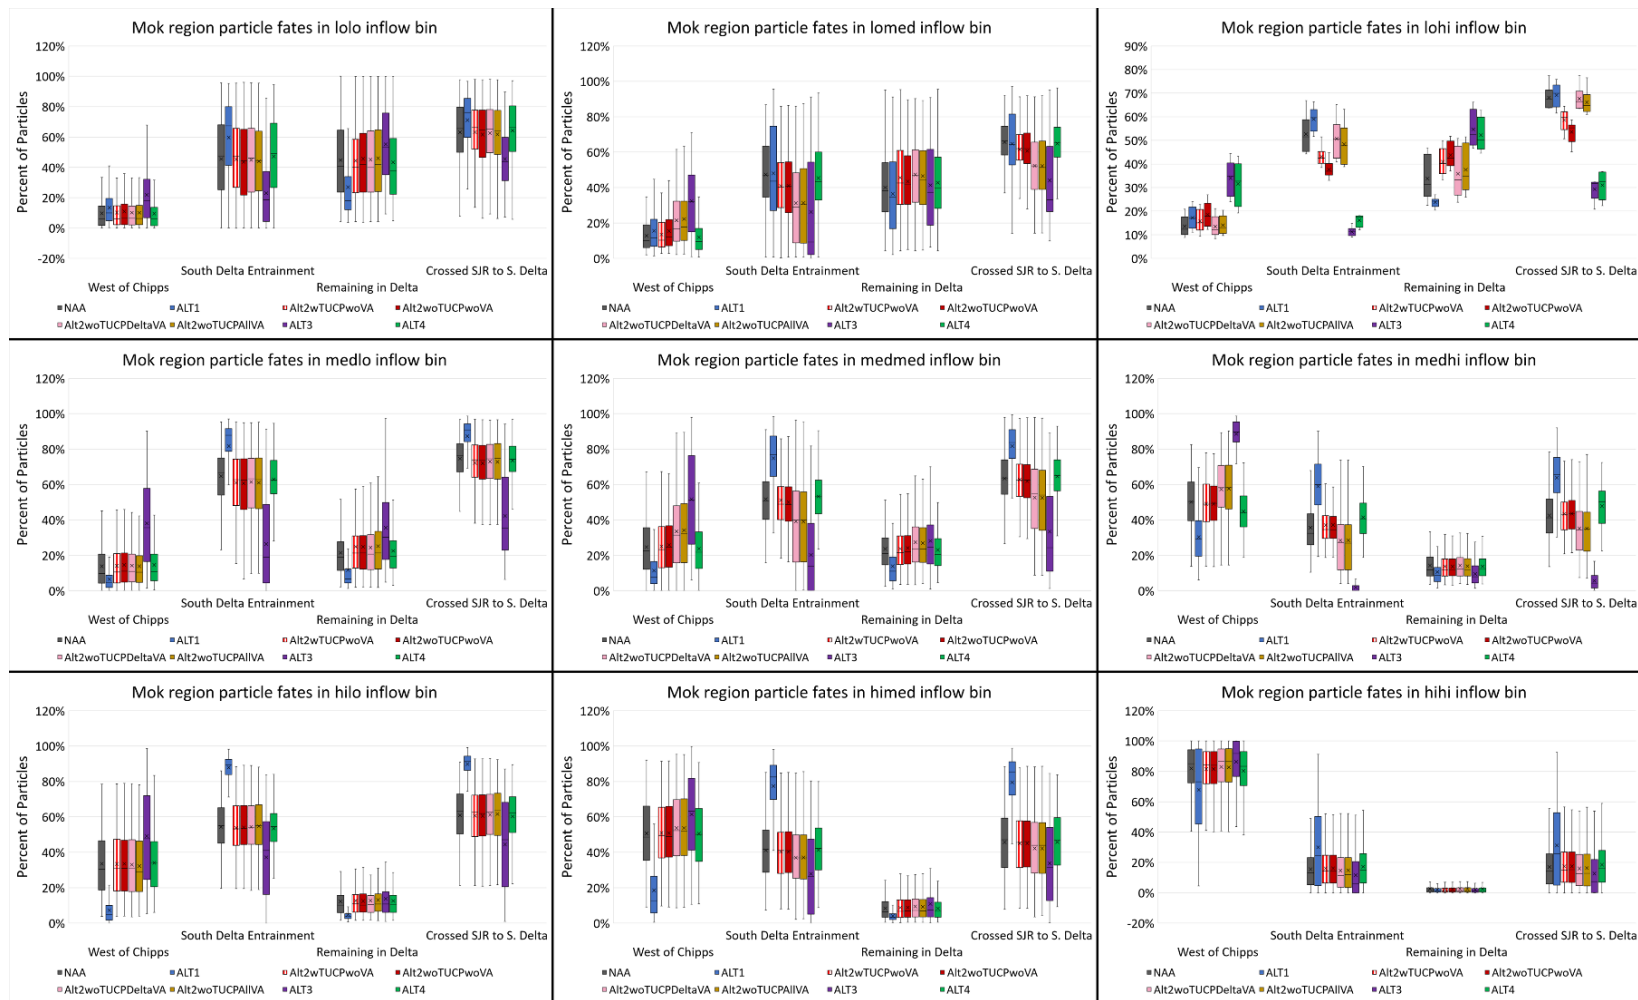 Mok region particle fates in lolo inflow bin
Percent of Particles
120%
100%
80%
60%
40%
20%
0%
-20%
South Delta Entrainment
Crossed SJR to S. Delta
West of Chipps
Remaining in Delta
NAA
ALT1
Alt2wTUCPwoVA
Alt2woTUCPwoVA
Alt2woTUCPDeltaVA
Alt2woTUCPAllVA
ALT3
ALT4
Mok region particle fates in lomed inflow bin
Percent of Particles
120%
100%
80%
60%
40%
20%
0%
South Delta Entrainment
Crossed SJR to S. Delta
West of Chipps
Remaining in Delta
NAA
ALT1
Alt2wTUCPwoVA
Alt2woTUCPwoVA
Alt2woTUCPDeltaVA
Alt2woTUCPAllVA
ALT3
ALT4
Mok region particle fates in lohi inflow bin
Percent of Particles
90%
80%
70%
60%
50%
40%
30%
20%
10%
0%
South Delta Entrainment
Crossed SJR to S. Delta
West of Chipps
Remaining in Delta
NAA
ALT1
Alt2wTUCPwoVA
Alt2woTUCPwoVA
Alt2woTUCPDeltaVA
Alt2woTUCPAllVA
ALT3
ALT4
Mok region particle fates in medlo inflow bin
Percent of Particles
120%
100%
80%
60%
40%
20%
0%
South Delta Entrainment
Crossed SJR to S. Delta
West of Chipps
Remaining in Delta
NAA
ALT1
Alt2wTUCPwoVA
Alt2woTUCPwoVA
Alt2woTUCPDeltaVA
Alt2woTUCPAllVA
ALT3
ALT4
Mok region particle fates in medmed inflow bin
Percent of Particles
120%
100%
80%
60%
40%
20%
0%
South Delta Entrainment
Crossed SJR to S. Delta
West of Chipps
Remaining in Delta
NAA
ALT1
Alt2wTUCPwoVA
Alt2woTUCPwoVA
Alt2woTUCPDeltaVA
Alt2woTUCPAllVA
ALT3
ALT4
Mok region particle fates in medhi inflow bin
Percent of Particles
120%
100%
80%
60%
40%
20%
0%
South Delta Entrainment
Crossed SJR to S. Delta
West of Chipps
Remaining in Delta
NAA
ALT1
Alt2wTUCPwoVA
Alt2woTUCPwoVA
Alt2woTUCPDeltaVA
Alt2woTUCPAllVA
ALT3
ALT4
Mok region particle fates in hilo inflow bin
Percent of Particles
120%
100%
80%
60%
40%
20%
0%
South Delta Entrainment
Crossed SJR to S. Delta
West of Chipps
Remaining in Delta
NAA
ALT1
Alt2wTUCPwoVA
Alt2woTUCPwoVA
Alt2woTUCPDeltaVA
Alt2woTUCPAllVA
ALT3
ALT4
Mok region particle fates in himed inflow bin
Percent of Particles
120%
100%
80%
60%
40%
20%
0%
South Delta Entrainment
Crossed SJR to S. Delta
West of Chipps
Remaining in Delta
NAA
ALT1
Alt2wTUCPwoVA
Alt2woTUCPwoVA
Alt2woTUCPDeltaVA
Alt2woTUCPAllVA
ALT3
ALT4
Mok region particle fates in hihi inflow bin
Percent of Particles
120%
100%
80%
60%
40%
20%
0%
-20%
South Delta Entrainment
Crossed SJR to S. Delta
West of Chipps
Remaining in Delta
NAA
ALT1
Alt2wTUCPwoVA
Alt2woTUCPwoVA
Alt2woTUCPDeltaVA
Alt2woTUCPAllVA
ALT3
ALT4